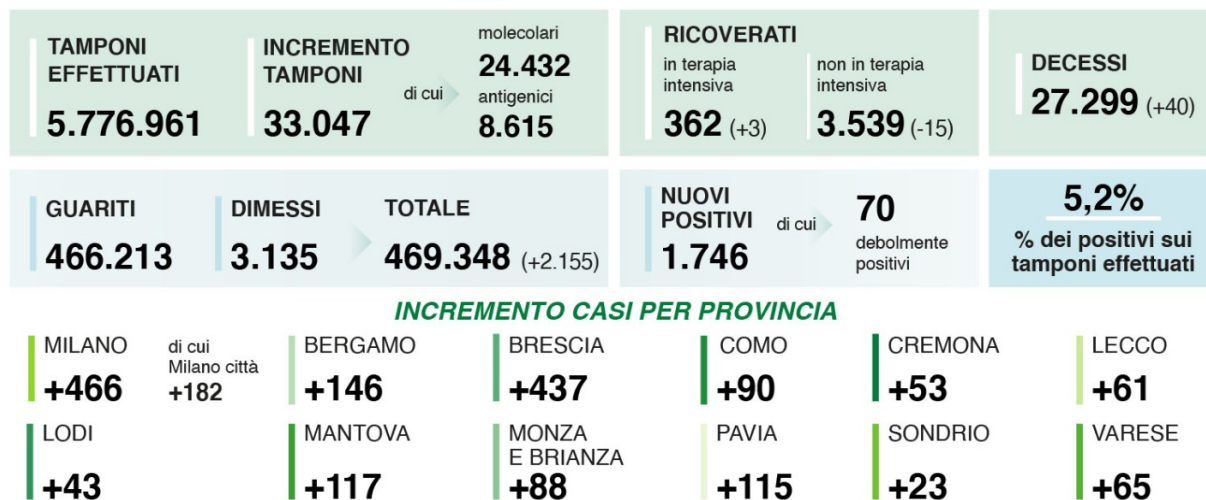 TAMPONI
EFFETTUATI
5.776.961
INCREMENTO
TAMPONI
33.047
di cui
molecolari
24.432
antigenici
8.615
RICOVERATI
in terapia
intensiva
362 (+3)
non in terapia
intensiva
3.539 (-15)
DECESSI
27.299 (+40)
GUARITI
466.213
DIMESSI
3.135
TOTALE
469.348 (+2.155)
NUOVI
POSITIVI
1.746
di cui
70
debolmente
positivi
5,2%
% dei positivi sui
tamponi effettuati
INCREMENTO CASI PER PROVINCIA
MILANO
+466
di cui
Milano città
+182
BERGAMO
+146
BRESCIA
+437
COMO
+90
CREMONA
+53
LECCO
+61
LODI
+43
MANTOVA
+117
MONZA
E BRIANZA
+88
PAVIA
+115
SONDRIO
+23
VARESE
+65